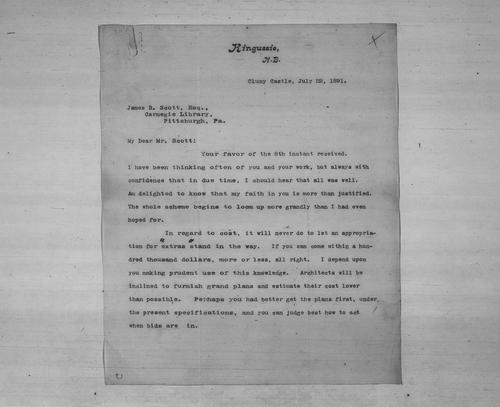 Kingussie,
N.B.
Cluny Castle, July 22, 1891.
James B. Scott, Esq.,
Carnegie Library,
Pittsburgh, Pa.
My Dear Mr. Scott:
Your favor of the 8th instant received.
I have been thinking often of you and your work, but always with
confidence that in due time, I should hear that all was well.
Am delighted to know that my faith in you is more than justified.
The whole scheme begins to loom up more grandly than I had even
hoped for.
In regard to cost, it will never do to let an appropria-
tion for "extras" stand in the way. If you can come within a hun-
dred thousand dollars, more or less, all right. I depend upon
you making prudent use of this knowledge. Architects will be
inclined to furnish grand plans and estimate their cost lower
than possible. Perhaps you had better get the plans first, under
the present specifications, and you can judge best how to act
when bids are in.